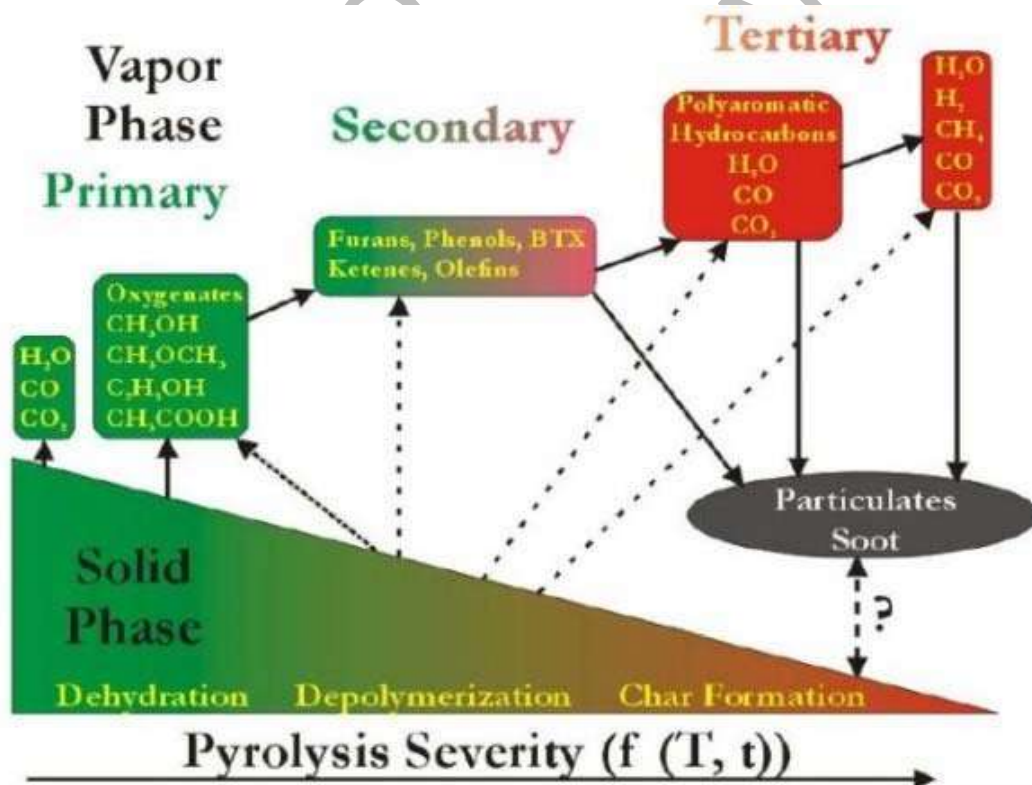 Vapor
Phase
Primary
Secondary
Tertiary
H₂O
CO
CO₂
Oxygenates
CH₃OH
CH₃OCH₃
C₂H₅OH
CH₃COOH
Furans, Phenols, BTX
Ketenes, Olefins
Polyaromatic
Hydrocarbons
H₂O
CO
CO₂
H₂O
H₂
CH₄
CO
CO₂
Particulates
Soot
?
Solid
Phase
Dehydration
Depolymerization
Char Formation
Pyrolysis Severity (f (T, t))